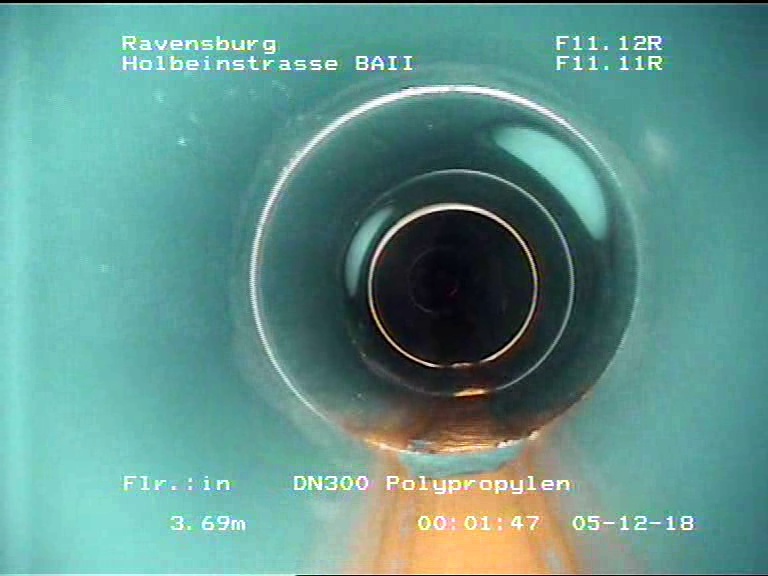 Ravensburg F11.12R
Holbeinstrasse BAII F11.11R
Flr.:in DN300 Polypropylen
3.69m 00:01:47 05-12-18